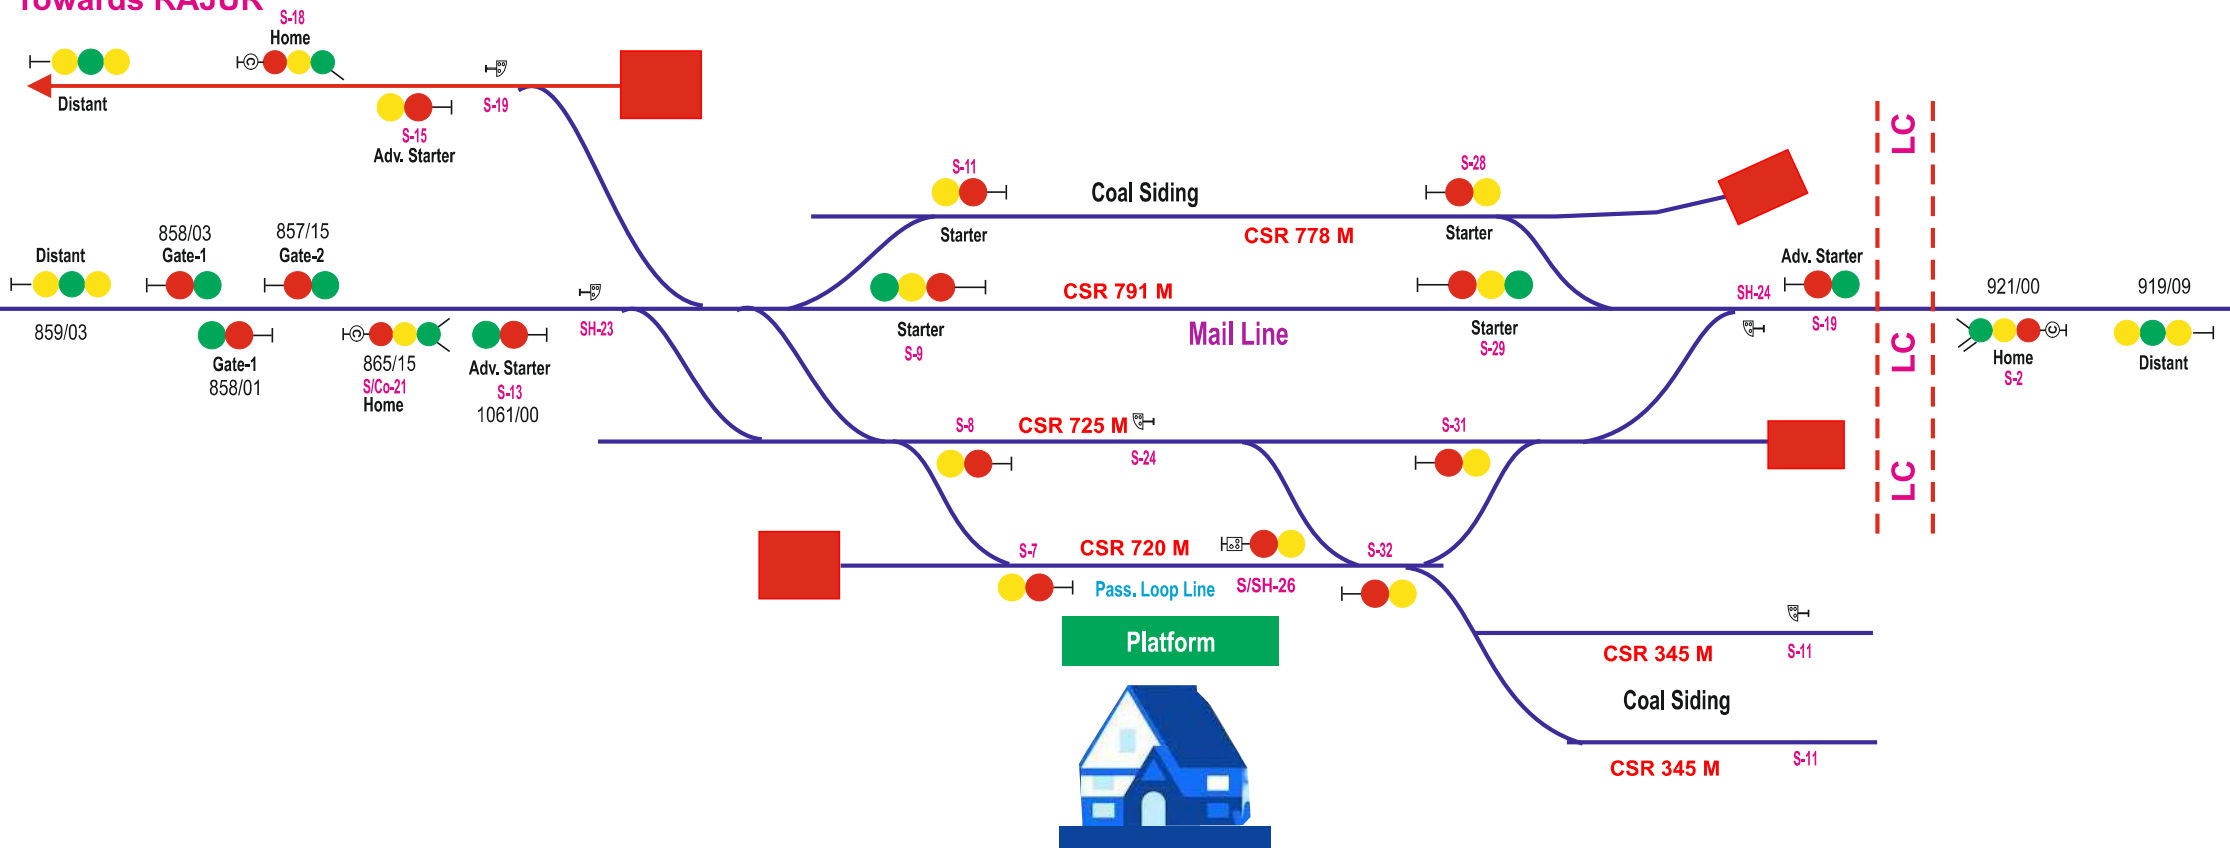 Towards RAJUR
S-18
Home
Distant
S-19
S-15
Adv. Starter
S-11
Coal Siding
S-28
Starter
CSR 778 M
Starter
LC
858/03
Gate-1
857/15
Gate-2
Distant
Adv. Starter
CSR 791 M
SH-24
921/00
919/09
859/03
SH-23
Starter
S-9
Mail Line
Starter
S-29
S-19
LC
Gate-1
858/01
865/15
S/Co-21
Home
Adv. Starter
S-13
1061/00
Home
S-2
Distant
S-8
CSR 725 M
S-24
S-31
LC
S-7
CSR 720 M
S-32
Pass. Loop Line
S/SH-26
Platform
CSR 345 M
S-11
Coal Siding
CSR 345 M
S-11